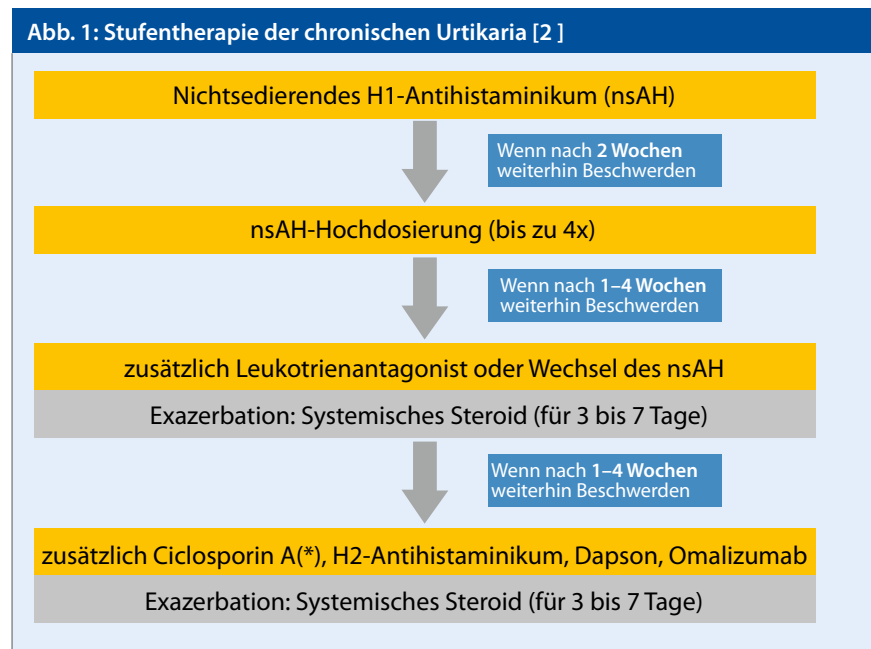 Abb. 1: Stufentherapie der chronischen Urtikaria [2 ]
Nichtsedierendes H1-Antihistaminikum (nsAH)
Wenn nach 2 Wochen
weiterhin Beschwerden
nsAH-Hochdosierung (bis zu 4x)
Wenn nach 1–4 Wochen
weiterhin Beschwerden
zusätzlich Leukotrienantagonist oder Wechsel des nsAH
Exazerbation: Systemisches Steroid (für 3 bis 7 Tage)
Wenn nach 1–4 Wochen
weiterhin Beschwerden
zusätzlich Ciclosporin A(*), H2-Antihistaminikum, Dapson, Omalizumab
Exazerbation: Systemisches Steroid (für 3 bis 7 Tage)